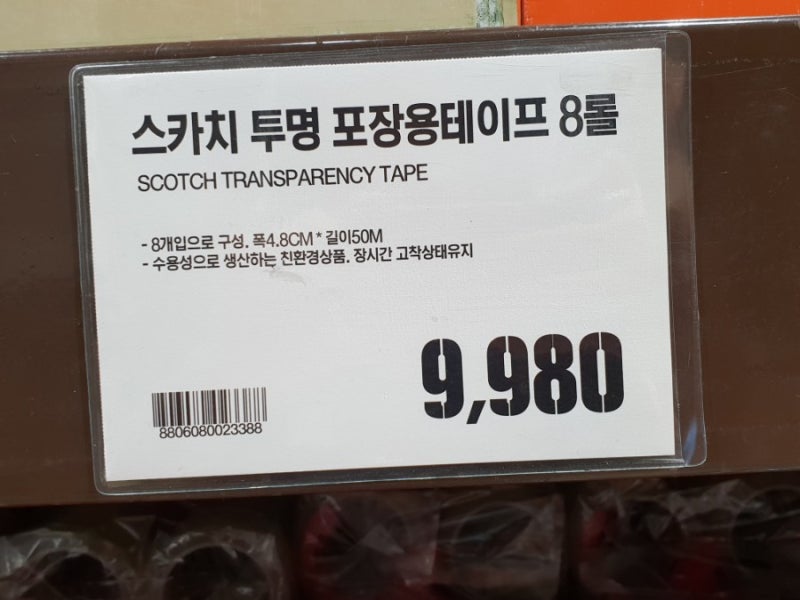 스카치 투명 포장용테이프 8롤
SCOTCH TRANSPARENCY TAPE
- 8개입으로 구성. 폭4.8CM * 길이50M
- 수용성으로 생산하는 친환경상품. 장시간 고착상태유지
9,980
8806080023388